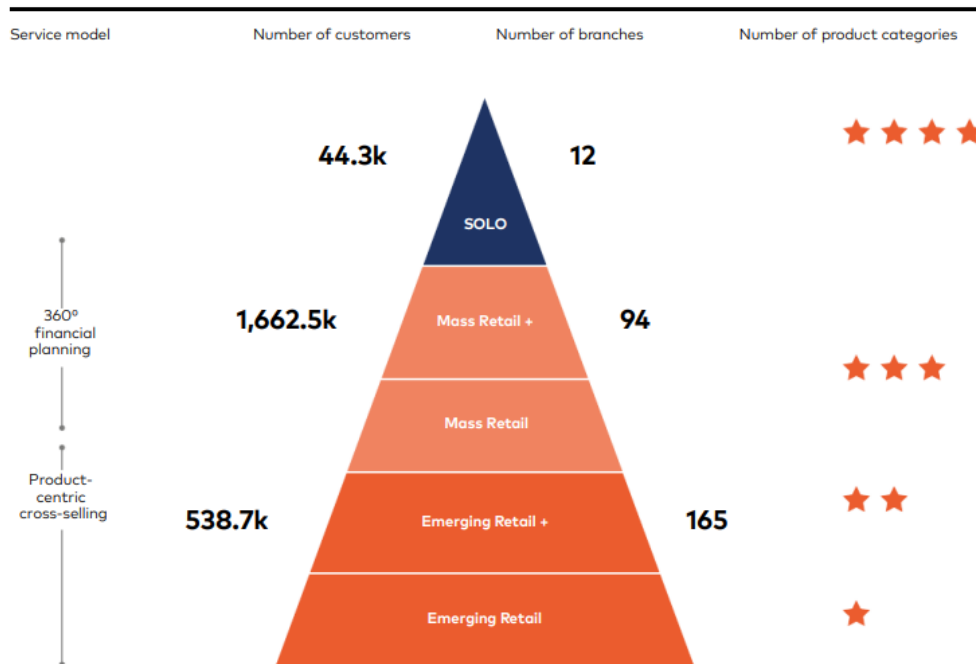 Service model
Number of customers
Number of branches
Number of product categories
44.3k
12
SOLO
360º
financial
planning
1,662.5k
Mass Retail +
94
Mass Retail
Product-
centric
cross-selling
538.7k
Emerging Retail +
165
Emerging Retail